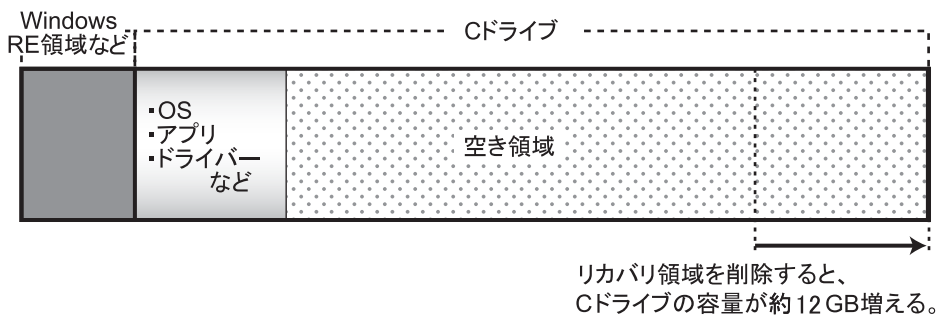 Windows
RE領域など
Cドライブ
・OS
・アプリ
・ドライバー
など
空き領域
リカバリ領域を削除すると、
Cドライブの容量が約12GB増える。